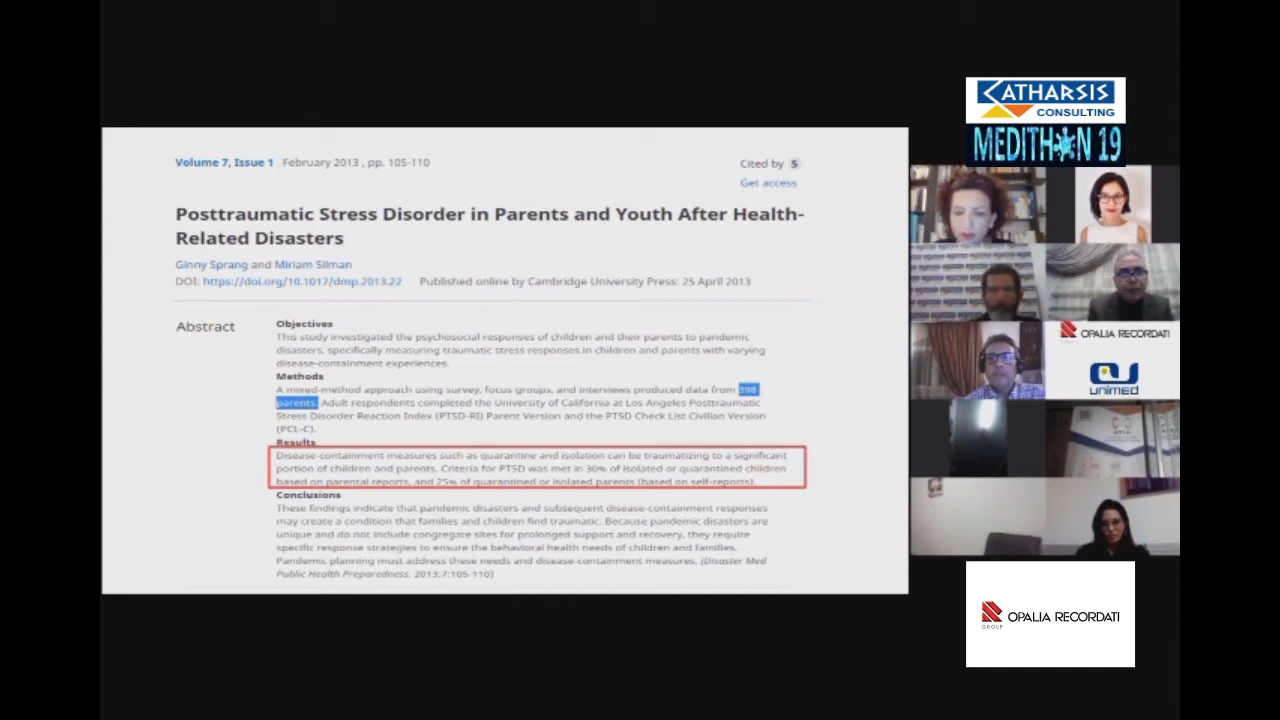 CATHARSIS
CONSULTING
MEDITHON 19
Volume 7, Issue 1 February 2013 , pp. 105-110
Cited by 5
Get access
Posttraumatic Stress Disorder in Parents and Youth After Health-
Related Disasters
Ginny Sprang and Miriam Silman
DOI: https://doi.org/10.1017/dmp.2013.22 Published online by Cambridge University Press: 25 April 2013
Abstract
Objectives
This study investigated the psychosocial responses of children and their parents to pandemic
disasters, specifically measuring traumatic stress responses in children and parents with varying
disease-containment experiences.
Methods
A mixed-method approach using survey, focus groups, and interviews produced data from 398
parents. Adult respondents completed the University of California at Los Angeles Posttraumatic
Stress Disorder Reaction Index (PTSD-RI) Parent Version and the PTSD Check List Civilian Version
(PCL-C).
Results
Disease-containment measures such as quarantine and isolation can be traumatizing to a significant
portion of children and parents. Criteria for PTSD was met in 30% of isolated or quarantined children
based on parental reports, and 25% of quarantined or isolated parents (based on self-reports).
Conclusions
These findings indicate that pandemic disasters and subsequent disease-containment responses
may create a condition that families and children find traumatic. Because pandemic disasters are
unique and do not include congregate sites for prolonged support and recovery, they require
specific response strategies to ensure the behavioral health needs of children and families.
Pandemic planning must address these needs and disease-containment measures. (Disaster Med
Public Health Preparedness. 2013;7:105-110)
OPALIA RECORDATI
unimed
GROUP
OPALIA RECORDATI